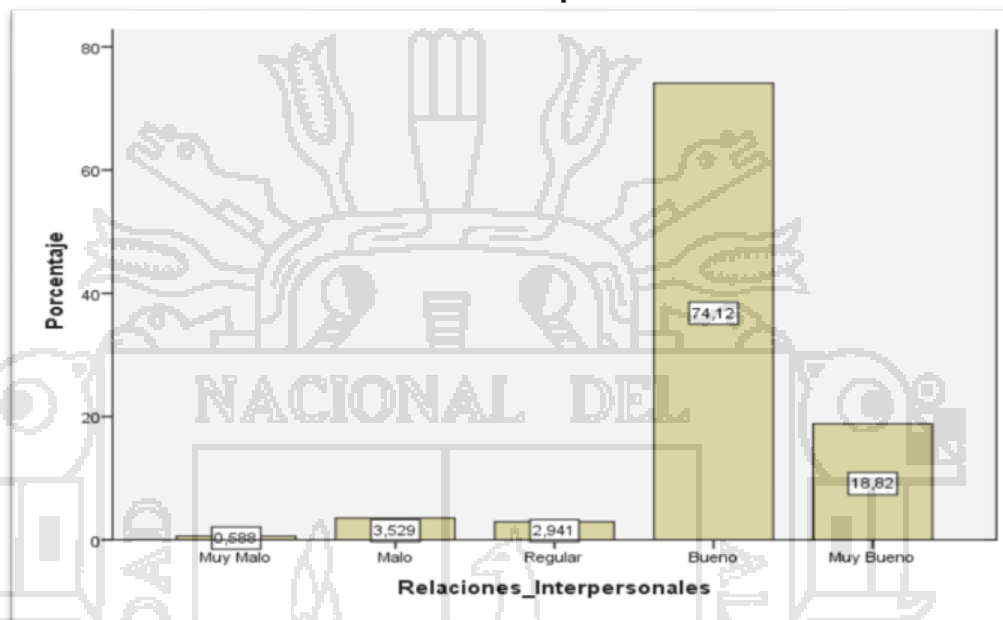 80
60
40
20
0
Porcentaje
74,12
18,82
0,588
3,529
2,941
Muy Malo
Malo
Regular
Bueno
Muy Bueno
Relaciones_Interpersonales
NACIONAL DEL